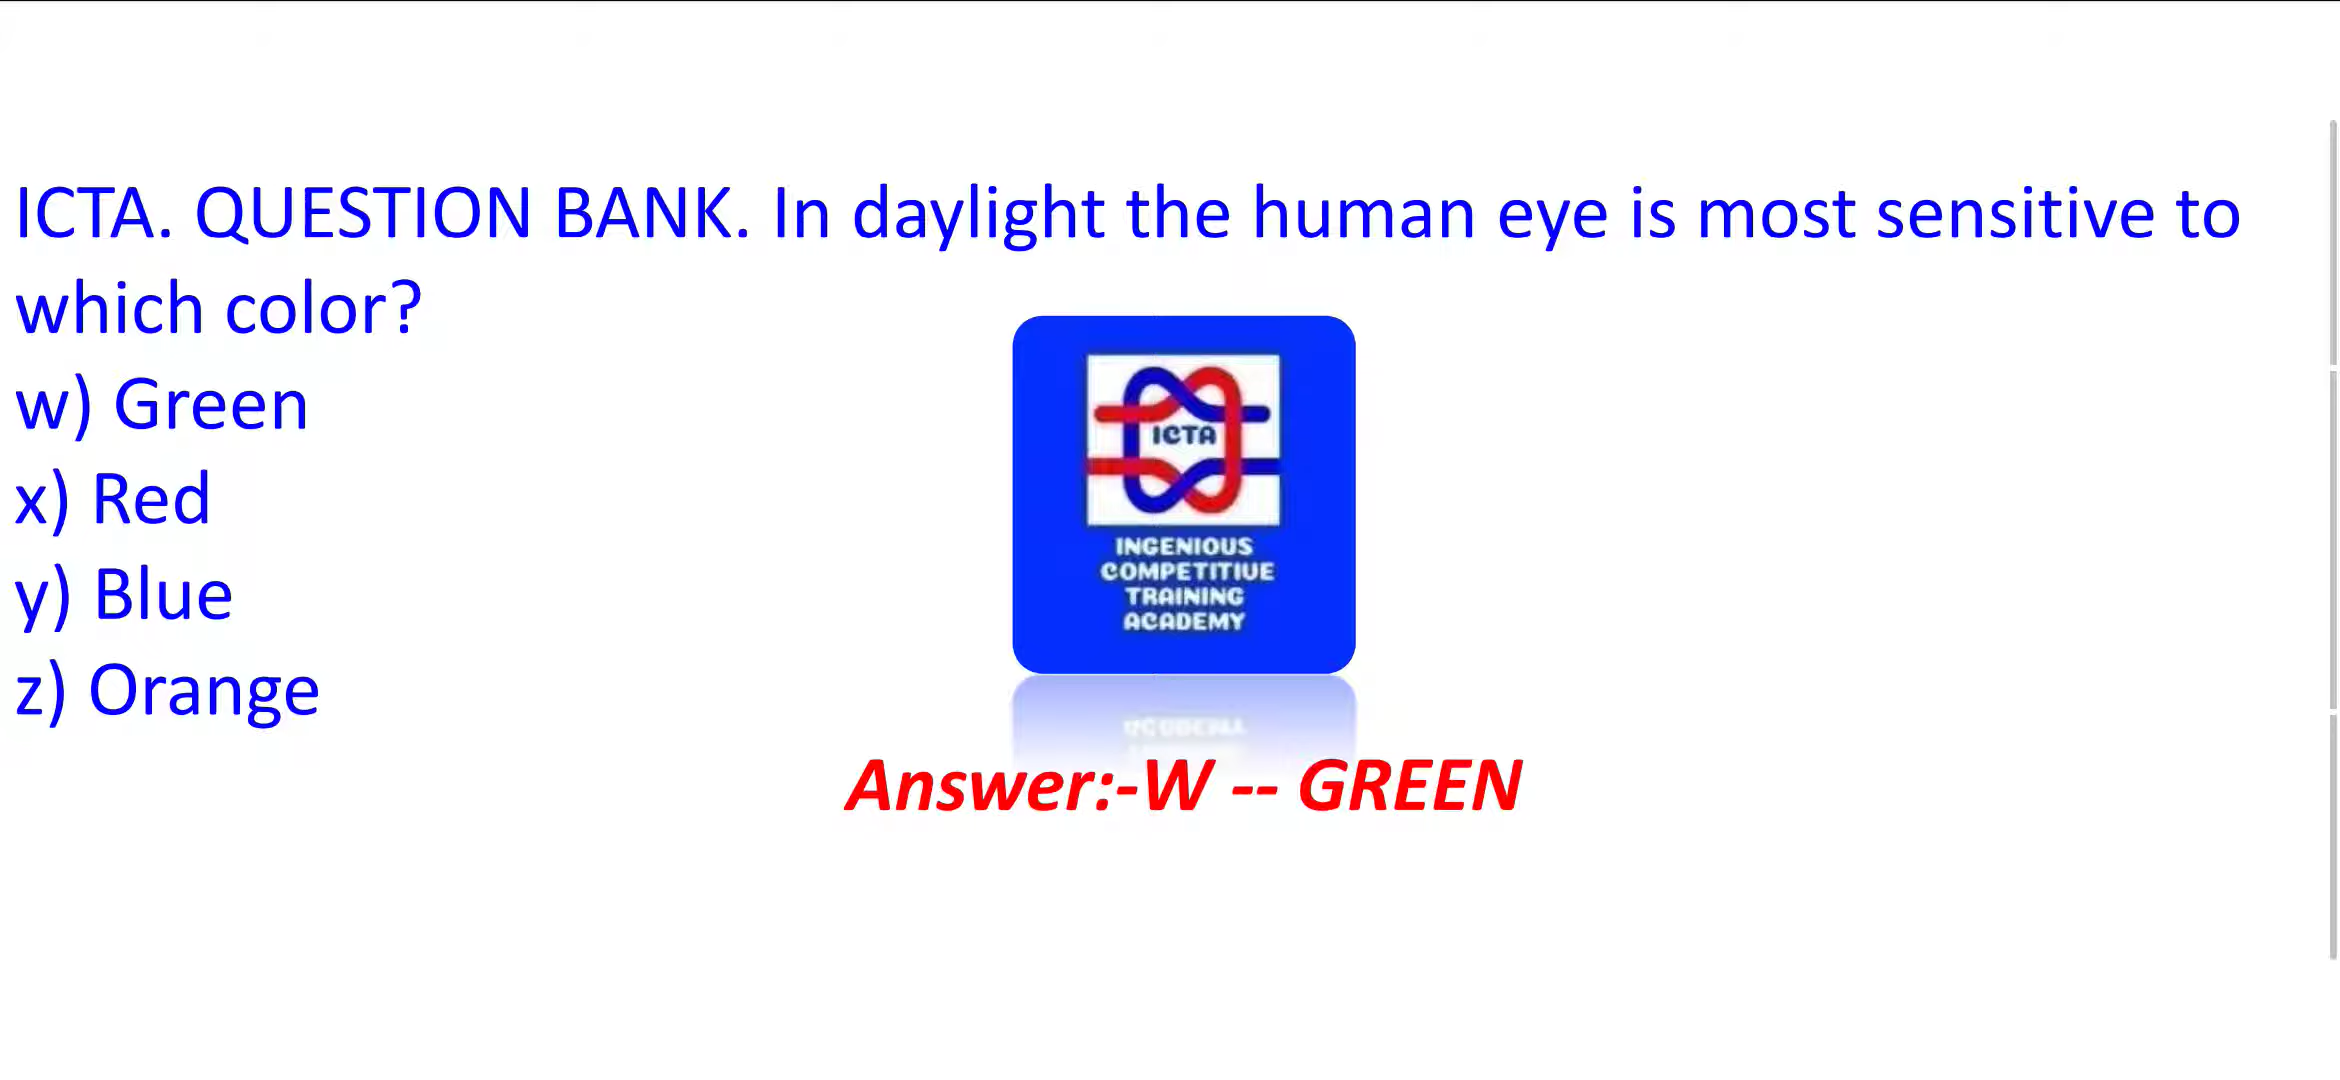 ICTA. QUESTION BANK. In daylight the human eye is most sensitive to
which color?
w) Green
x) Red
y) Blue
z) Orange
ICTA
INGENIOUS
COMPETITIVE
TRAINING
ACADEMY
Answer:-W -- GREEN